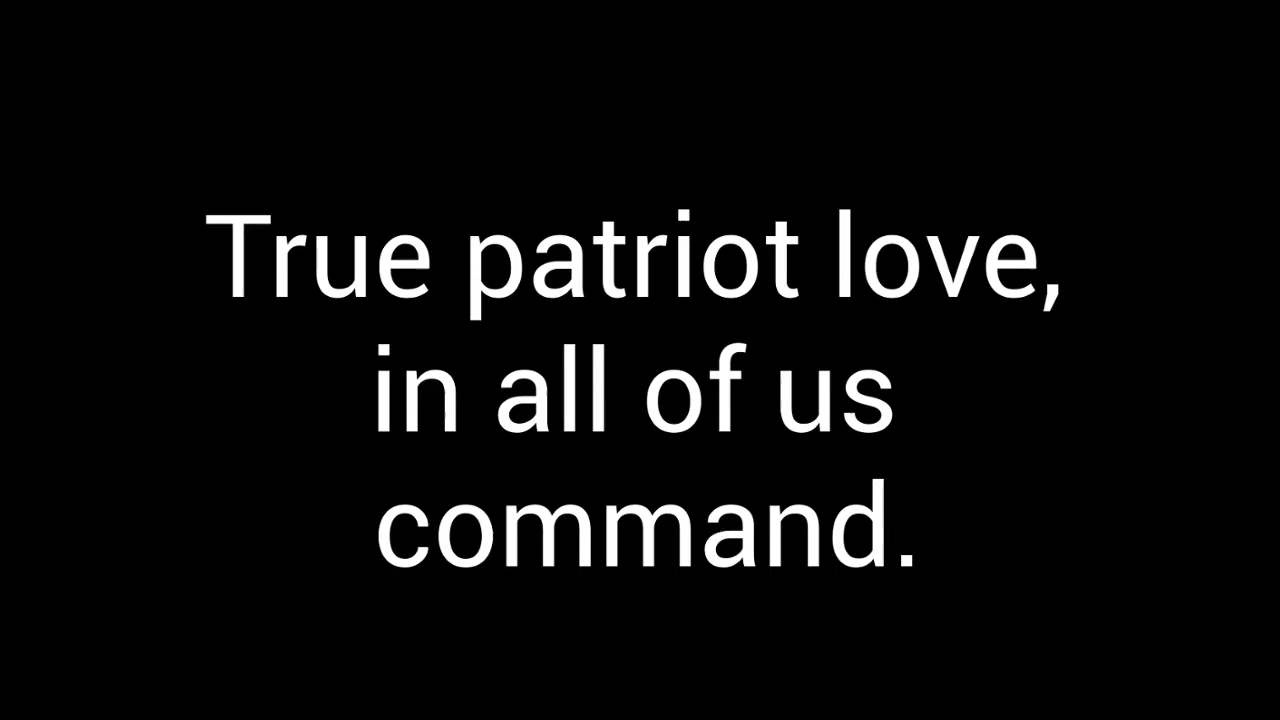 True patriot love,
in all of us
command.